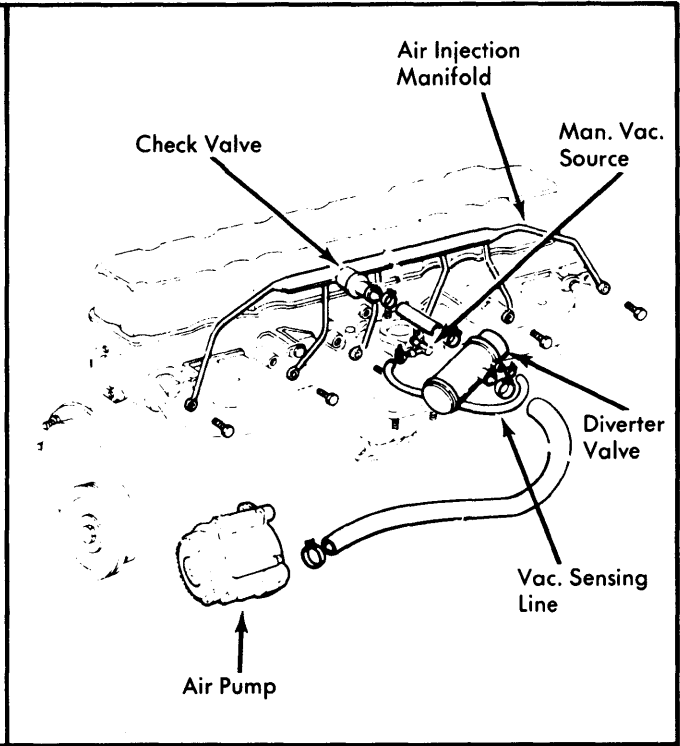 Air Injection
Manifold
Check Valve
Man. Vac.
Source
Diverter
Valve
Vac. Sensing
Line
Air Pump